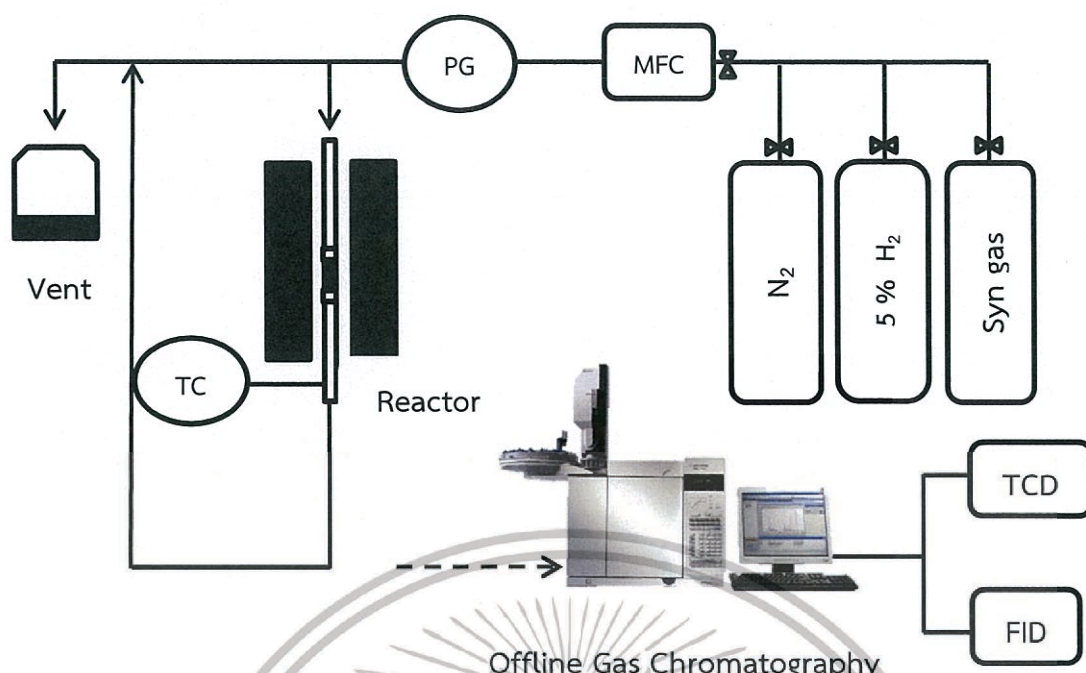 PG
MFC
Vent
TC
Reactor
N₂
5% H₂
Syn gas
TCD
FID
Offline Gas Chromatography